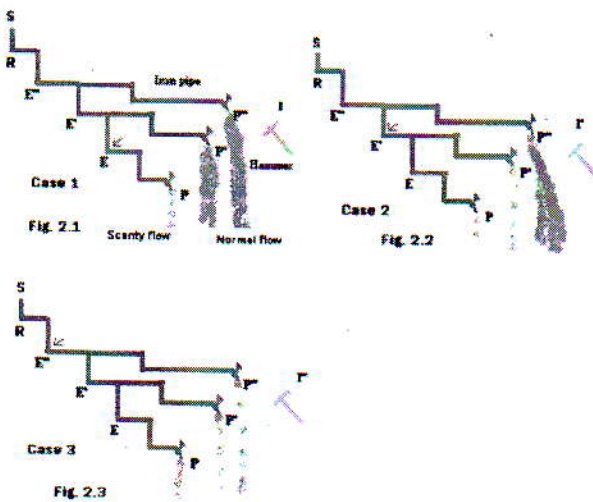 S
R
E''
Iron pipe
E'
P''
I
E
P'
Hammer
Case 1
P
Fig. 2.1
Scanty flow
Normal flow
S
R
E''
P''
I'
E'
P'
E
Case 2
P
Fig. 2.2
S
R
E''
P''
I''
E'
P'
E
Case 3
P
Fig. 2.3